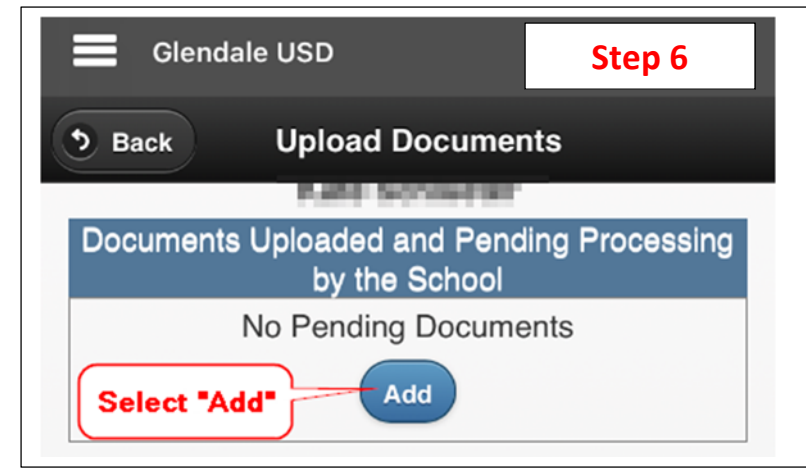 Glendale USD
Step 6
Back
Upload Documents
Documents Uploaded and Pending Processing
by the School
No Pending Documents
Select "Add"
Add